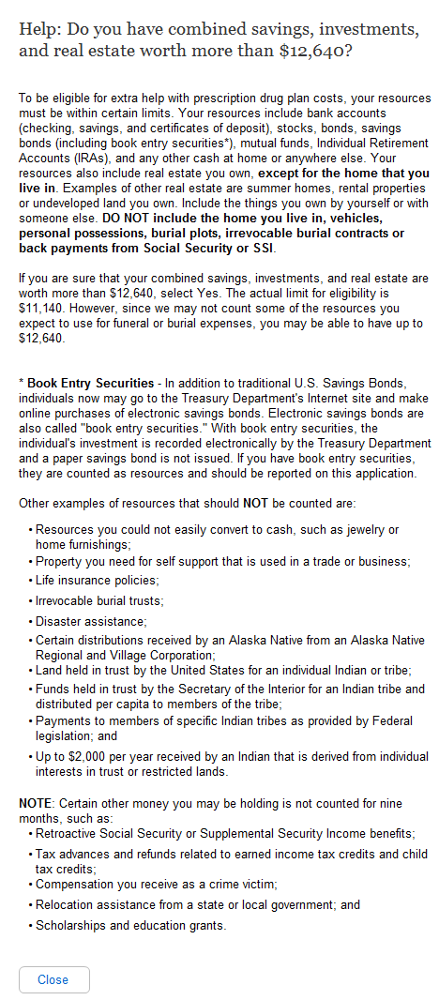 Help: Do you have combined savings, investments,
and real estate worth more than $12,640?
To be eligible for extra help with prescription drug plan costs, your resources
must be within certain limits. Your resources include bank accounts
(checking, savings, and certificates of deposit), stocks, bonds, savings
bonds (including book entry securities*), mutual funds, Individual Retirement
Accounts (IRAs), and any other cash at home or anywhere else. Your
resources also include real estate you own, except for the home that you
live in. Examples of other real estate are summer homes, rental properties
or undeveloped land you own. Include the things you own by yourself or with
someone else. DO NOT include the home you live in, vehicles,
personal possessions, burial plots, irrevocable burial contracts or
back payments from Social Security or SSI.
If you are sure that your combined savings, investments, and real estate are
worth more than $12,640, select Yes. The actual limit for eligibility is
$11,140. However, since we may not count some of the resources you
expect to use for funeral or burial expenses, you may be able to have up to
$12,640.
* Book Entry Securities - In addition to traditional U.S. Savings Bonds,
individuals now may go to the Treasury Department's Internet site and make
online purchases of electronic savings bonds. Electronic savings bonds are
also called "book entry securities." With book entry securities, the
individual's investment is recorded electronically by the Treasury Department
and a paper savings bond is not issued. If you have book entry securities,
they are counted as resources and should be reported on this application.
Other examples of resources that should NOT be counted are:
• Resources you could not easily convert to cash, such as jewelry or
home furnishings;
• Property you need for self support that is used in a trade or business;
• Life insurance policies;
• Irrevocable burial trusts;
• Disaster assistance;
• Certain distributions received by an Alaska Native from an Alaska Native
Regional and Village Corporation;
• Land held in trust by the United States for an individual Indian or tribe;
• Funds held in trust by the Secretary of the Interior for an Indian tribe and
distributed per capita to members of the tribe;
• Payments to members of specific Indian tribes as provided by Federal
legislation; and
• Up to $2,000 per year received by an Indian that is derived from individual
interests in trust or restricted lands.
NOTE: Certain other money you may be holding is not counted for nine
months, such as:
• Retroactive Social Security or Supplemental Security Income benefits;
• Tax advances and refunds related to earned income tax credits and child
tax credits;
• Compensation you receive as a crime victim;
• Relocation assistance from a state or local government; and
• Scholarships and education grants.
Close